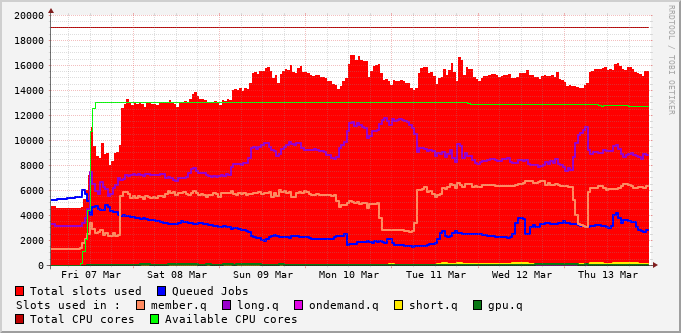 20000
18000
16000
14000
12000
10000
8000
6000
4000
2000
0
Fri 07 Mar Sat 08 Mar Sun 09 Mar Mon 10 Mar Tue 11 Mar Wed 12 Mar Thu 13 Mar
Total slots used Queued Jobs
Slots used in : member.q long.q ondemand.q short.q gpu.q
Total CPU cores Available CPU cores
RRDTOOL / TOBI OETIKER